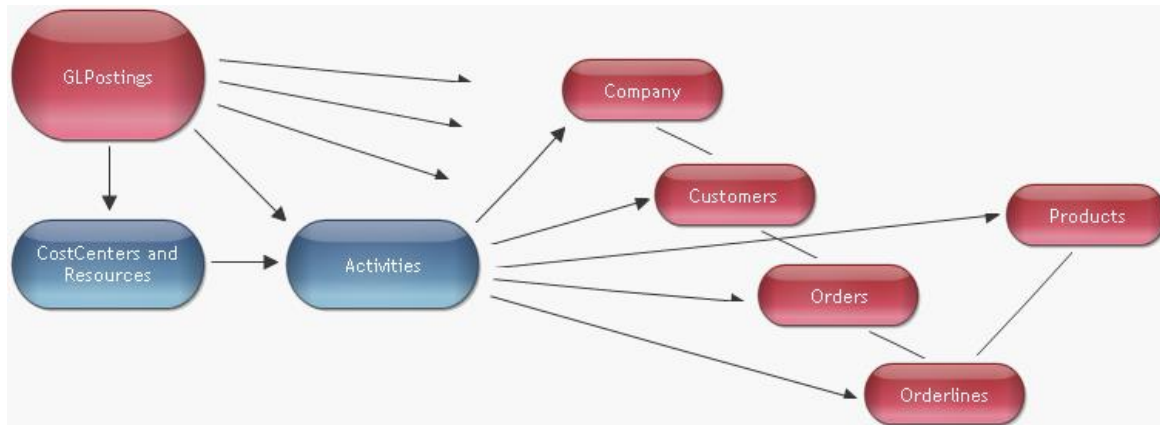 GLPostings
Company
Customers
Products
CostCenters and
Resources
Activities
Orders
Orderlines